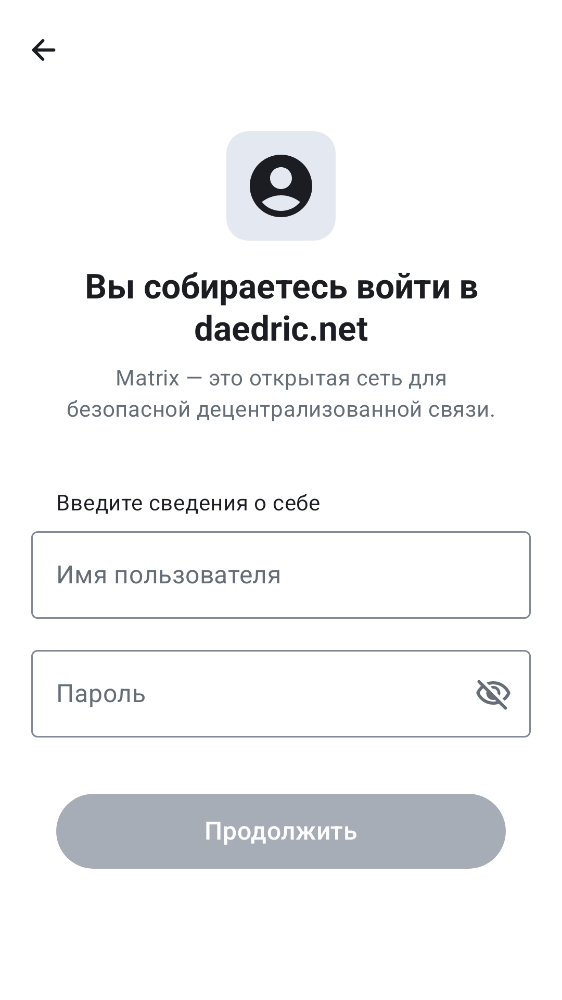 Вы собираетесь войти в
daedric.net
Matrix — это открытая сеть для
безопасной децентрализованной связи.
Введите сведения о себе
Имя пользователя
Пароль
Продолжить